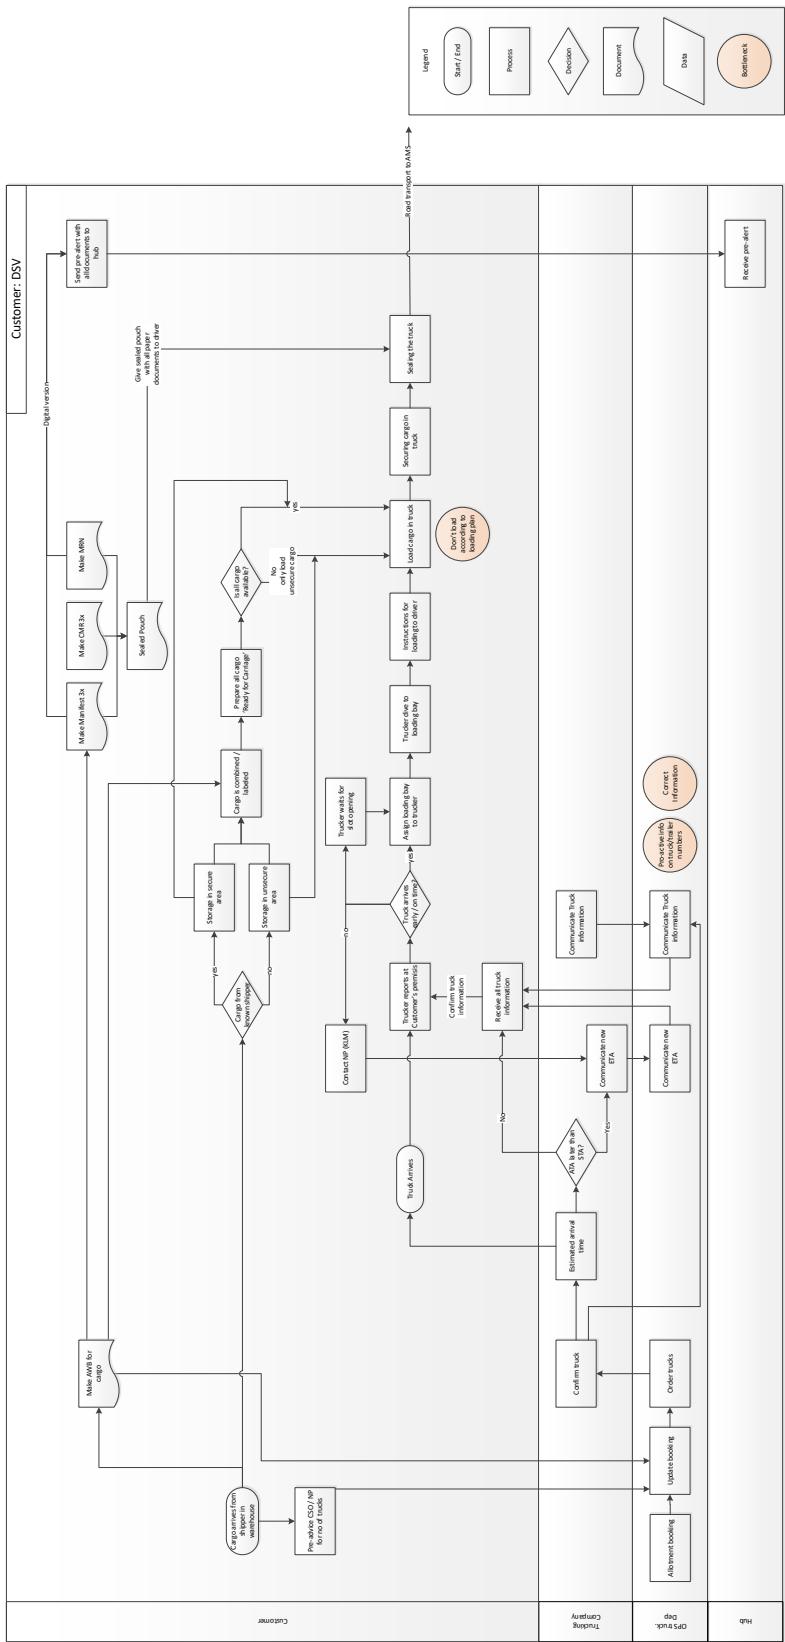 Customer: DSV
Customer
Trucking
Company
OPS truck.
Dep
Hub
Cargo arrives from
shipper in
warehouse
Pre-advice CSO / NP
for no of trucks
Make AWB for
cargo
Allotment booking
Update booking
Order trucks
Confirm truck
Estimated arrival
time
Truck Arrives
ATA later than
STA?
No
Yes
Communicate new
ETA
Communicate new
ETA
Contact NP (KLM)
Receive all truck
information
Confirm truck
information
Trucker reports at
Customer's premisis
Communicate Truck
information
Communicate Truck
information
Pro-active info
on truck/trailer
numbers
Correct
Information
Cargo from
known shipper
yes
no
Storage in secure
area
Storage in unsecure
area
Truck arrives
early / on time?
no
yes
Trucker waits for
slot opening
Assign loading bay
to trucker
Cargo is combined /
labeled
Prepare all cargo
'Ready for Carriage'
Is all cargo
available?
yes
No
only load
unsecure cargo
Trucker dive to
loading bay
Instructions for
loading to driver
Load cargo in truck
Don't load
according to
loading plan
Securing cargo in
truck
Sealing the truck
Make Manifest 3x
Make CMR 3x
Make MRN
Sealed Pouch
Digital version
Give sealed pouch
with all paper
documents to driver
Send pre-alert with
all documents to
hub
Receive pre-alert
Road transport to AMS
Legend
Start / End
Process
Decision
Document
Data
Bottleneck